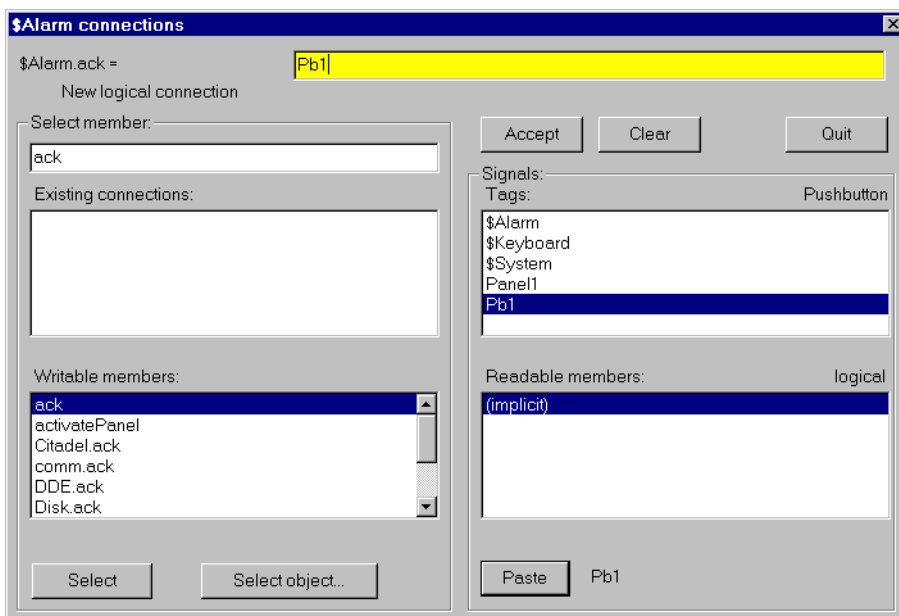 $Alarm connections
$Alarm.ack =
Pb1
New logical connection
Select member:
ack
Existing connections:
Writable members:
ack
activatePanel
Citadel.ack
comm.ack
DDE.ack
Disk.ack
Select
Select object...
Accept
Clear
Quit
Signals:
Tags:
Pushbutton
$Alarm
$Keyboard
$System
Panel1
Pb1
Readable members:
logical
(implicit)
Paste
Pb1